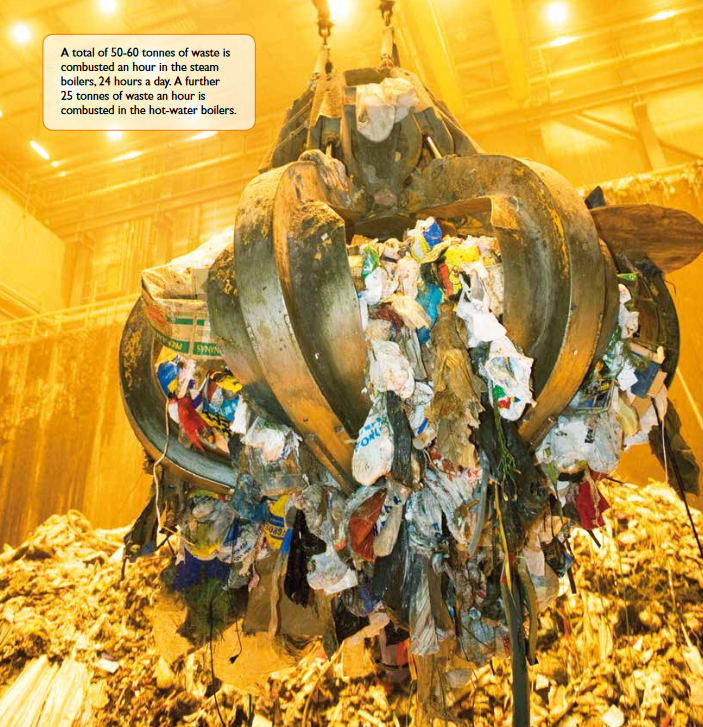 A total of 50-60 tonnes of waste is
combusted an hour in the steam
boilers, 24 hours a day. A further
25 tonnes of waste an hour is
combusted in the hot-water boilers.